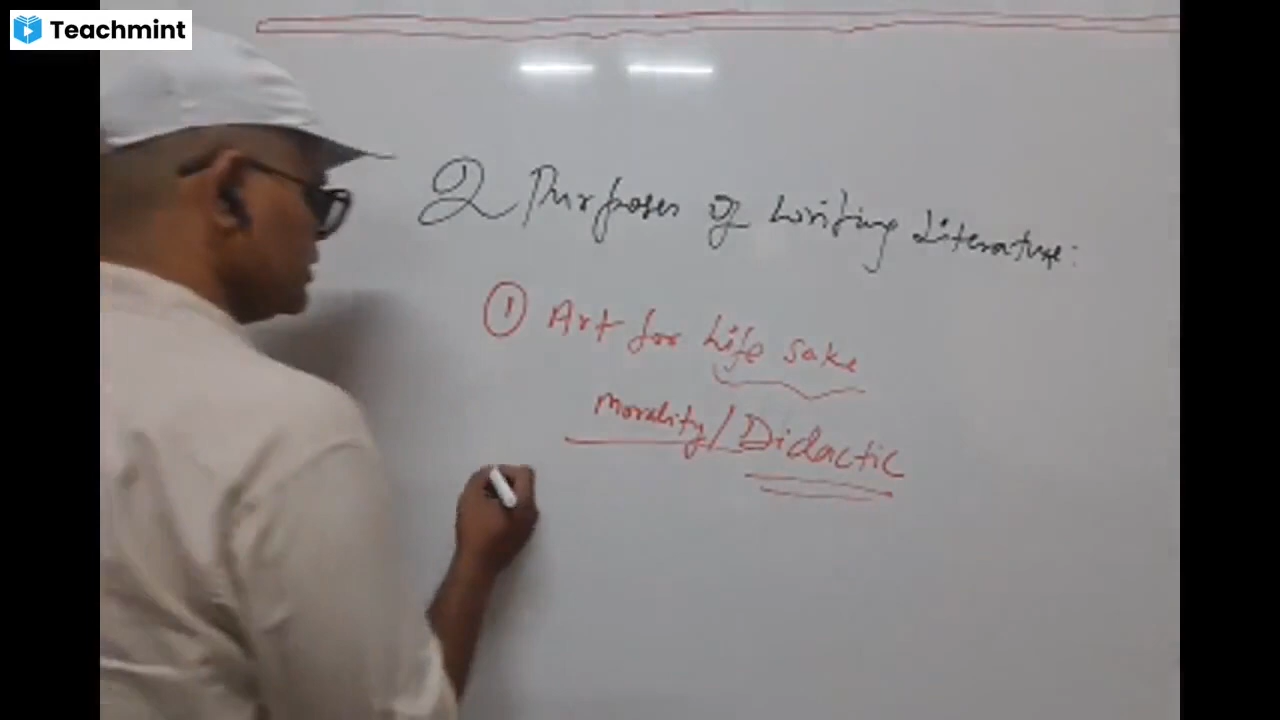 Teachmint
2 Purposes of Writing Literature:
① Art for Life sake
Morality/Didactic